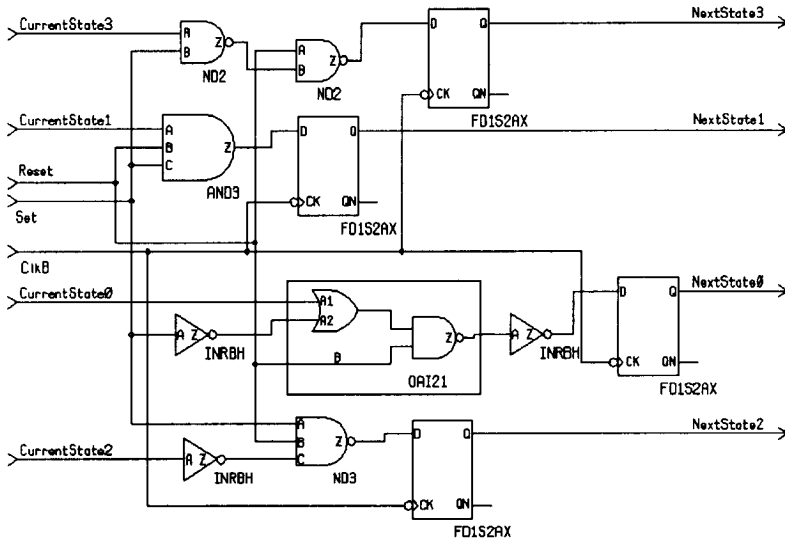 CurrentState3
A
B
Z
ND2
A
B
Z
ND2
D
Q
CK
QN
FD1S2AX
NextState3
CurrentState1
A
B
C
Z
AND3
D
Q
CK
QN
FD1S2AX
NextState1
Reset
Set
ClkB
CurrentState0
A1
A2
B
Z
OAI21
A Z
INRBH
A Z
INRBH
D
Q
CK
QN
FD1S2AX
NextState0
CurrentState2
A Z
INRBH
A
B
C
Z
ND3
D
Q
CK
QN
FD1S2AX
NextState2